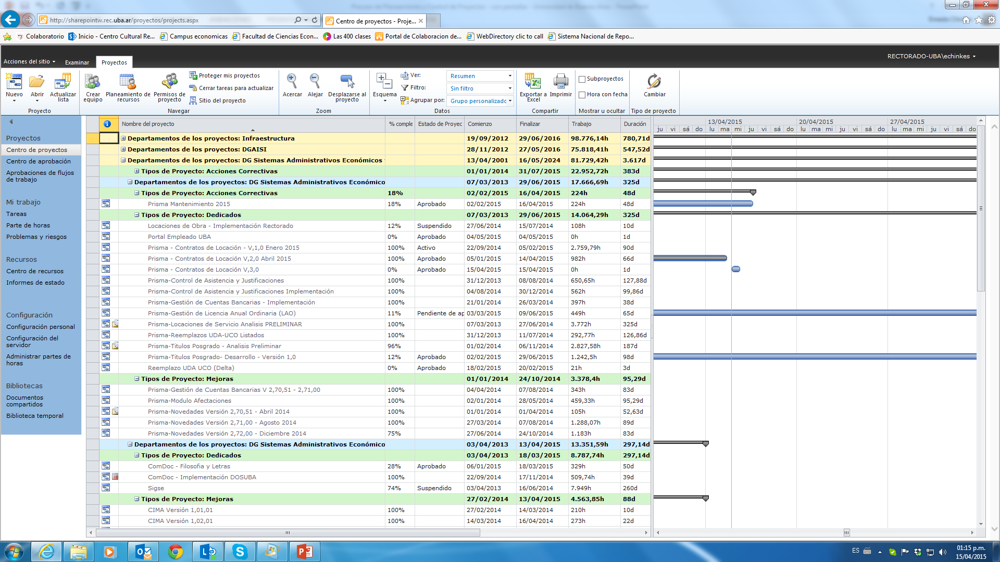 http://sharepointw.rec.uba.ar/proyectos/projects.aspx
Centro de proyectos - Proje...
Colaboratorio
Inicio - Centro Cultural Re...
Campus economicas
Facultad de Ciencias Econ...
Las 400 clases
Portal de Colaboracion de...
WebDirectory clic to call
Sistema Nacional de Repo...
Acciones del sitio
Examinar
Proyectos
RECTORADO-UBA\echinkes
Nuevo
Abrir
Actualizar lista
Proyecto
Crear equipo
Planeamiento de recursos
Permisos de proyecto
Proteger mis proyectos
Cerrar tareas para actualizar
Sitio del proyecto
Navegar
Acercar
Alejar
Desplazarse al proyecto
Zoom
Esquema
Ver: Resumen
Filtro: Sin filtro
Agrupar por: Grupo personalizadc
Datos
Exportar a Excel
Imprimir
Compartir
Subproyectos
Hora con fecha
Mostrar u ocultar
Cambiar
Tipo de proyecto
Proyectos
Centro de proyectos
Centro de aprobación
Aprobaciones de flujos
de trabajo
Mi trabajo
Tareas
Parte de horas
Problemas y riesgos
Recursos
Centro de recursos
Informes de estado
Configuración
Configuración personal
Configuración del
servidor
Administrar partes de
horas
Bibliotecas
Documentos
compartidos
Biblioteca temporal
Nombre del proyecto % comple Estado de Proyec Comienzo Finalizar Trabajo Duración
13/04/2015 20/04/2015 27/04/2015
ju vi sá do lu ma mi ju vi sá do lu ma mi ju vi sá do lu ma mi ju vi sá do
Departamentos de los proyectos: Infraestructura 19/09/2012 29/06/2016 98.776,14h 780,71d
Departamentos de los proyectos: DGAISI 28/11/2012 27/05/2016 75.818,41h 547,52d
Departamentos de los proyectos: DG Sistemas Administrativos Económicos 13/04/2001 16/05/2024 81.729,42h 3.617d
Tipos de Proyecto: Acciones Correctivas 01/01/2014 31/07/2015 22.952,72h 383d
Departamentos de los proyectos: DG Sistemas Administrativos Económico 07/03/2013 29/06/2015 17.666,69h 325d
Tipos de Proyecto: Acciones Correctivas 18% 02/02/2015 16/04/2015 224h 48d
Prisma Mantenimiento 2015 18% Aprobado 02/02/2015 16/04/2015 224h 48d
Tipos de Proyecto: Dedicados 07/03/2013 29/06/2015 14.064,29h 325d
Locaciones de Obra - Implementación Rectorado 12% Suspendido 27/06/2014 15/07/2014 108h 10d
Portal Empleado UBA 0% Aprobado 04/05/2015 04/05/2015 0h 1d
Prisma - Contratos de Locación - V,1,0 Enero 2015 100% Activo 22/09/2014 05/02/2015 2.759,79h 90d
Prisma - Contratos de Locación V,2,0 Abril 2015 100% Aprobado 05/01/2015 14/04/2015 982h 66d
Prisma - Contratos de Locación V,3,0 0% Aprobado 15/04/2015 15/04/2015 0h 1d
Prisma-Control de Asistencia y Justificaciones 100% 31/12/2013 08/08/2014 650,65h 127,88d
Prisma-Control de Asistencia y Justificaciones Implementación 100% 04/08/2014 30/12/2014 562h 99,86d
Prisma-Gestión de Cuentas Bancarias - Implementación 100% 21/01/2014 26/03/2014 397h 38d
Prisma-Gestión de Licencia Anual Ordinaria (LAO) 11% Pendiente de ap 03/03/2015 09/06/2015 449h 65d
Prisma-Locaciones de Servicio Analisis PRELIMINAR 100% 07/03/2013 27/06/2014 3.772h 325d
Prisma-Reemplazos UDA-UCO Listados 100% 31/12/2013 11/07/2014 292,77h 126,86d
Prisma-Titulos Posgrado - Analisis Preliminar 96% 01/02/2014 06/11/2014 2.827,58h 187d
Prisma-Titulos Posgrado- Desarrollo - Versión 1,0 12% Aprobado 02/02/2015 29/06/2015 1.242,5h 98d
Reemplazo UDA UCO (Delta) 0% Aprobado 18/02/2015 20/02/2015 21h 3d
Tipos de Proyecto: Mejoras 01/01/2014 24/10/2014 3.378,4h 95,29d
Prisma-Gestión de Cuentas Bancarias V 2,70,51 - 2,71,00 100% 04/04/2014 07/08/2014 343h 83d
Prisma-Modulo Afectaciones 100% 02/01/2014 28/05/2014 459,33h 95,29d
Prisma-Novedades Versión 2,70,51 - Abril 2014 100% 01/01/2014 01/04/2014 105h 52,63d
Prisma-Novedades Versión 2,71,00 - Agosto 2014 100% 27/03/2014 07/08/2014 1.288,07h 89d
Prisma-Novedades Versión 2,72,00 - Diciembre 2014 75% 27/06/2014 24/10/2014 1.183h 83d
Departamentos de los proyectos: DG Sistemas Administrativos Económico 03/04/2013 13/04/2015 13.351,59h 297,14d
Tipos de Proyecto: Dedicados 03/04/2013 18/03/2015 8.787,74h 297,14d
ComDoc - Filosofia y Letras 28% Aprobado 06/01/2015 18/03/2015 329h 50d
ComDoc - Implementación DOSUBA 100% 22/09/2014 17/11/2014 509,74h 39d
Sigse 74% Suspendido 03/04/2013 16/06/2014 7.949h 260d
Tipos de Proyecto: Mejoras 27/02/2014 13/04/2015 4.563,85h 88d
CIMA Versión 1,01,01 100% 27/02/2014 14/03/2014 210h 10d
CIMA Versión 1,02,01 100% 14/03/2014 16/04/2014 273h 22d
ES
01:15 p.m.
15/04/2015